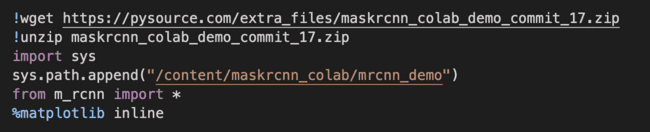 !wget https://pysource.com/extra_files/maskrcnn_colab_demo_commit_17.zip
!unzip maskrcnn_colab_demo_commit_17.zip
import sys
sys.path.append("/content/maskrcnn_colab/mrcnn_demo")
from m_rcnn import *
%matplotlib inline